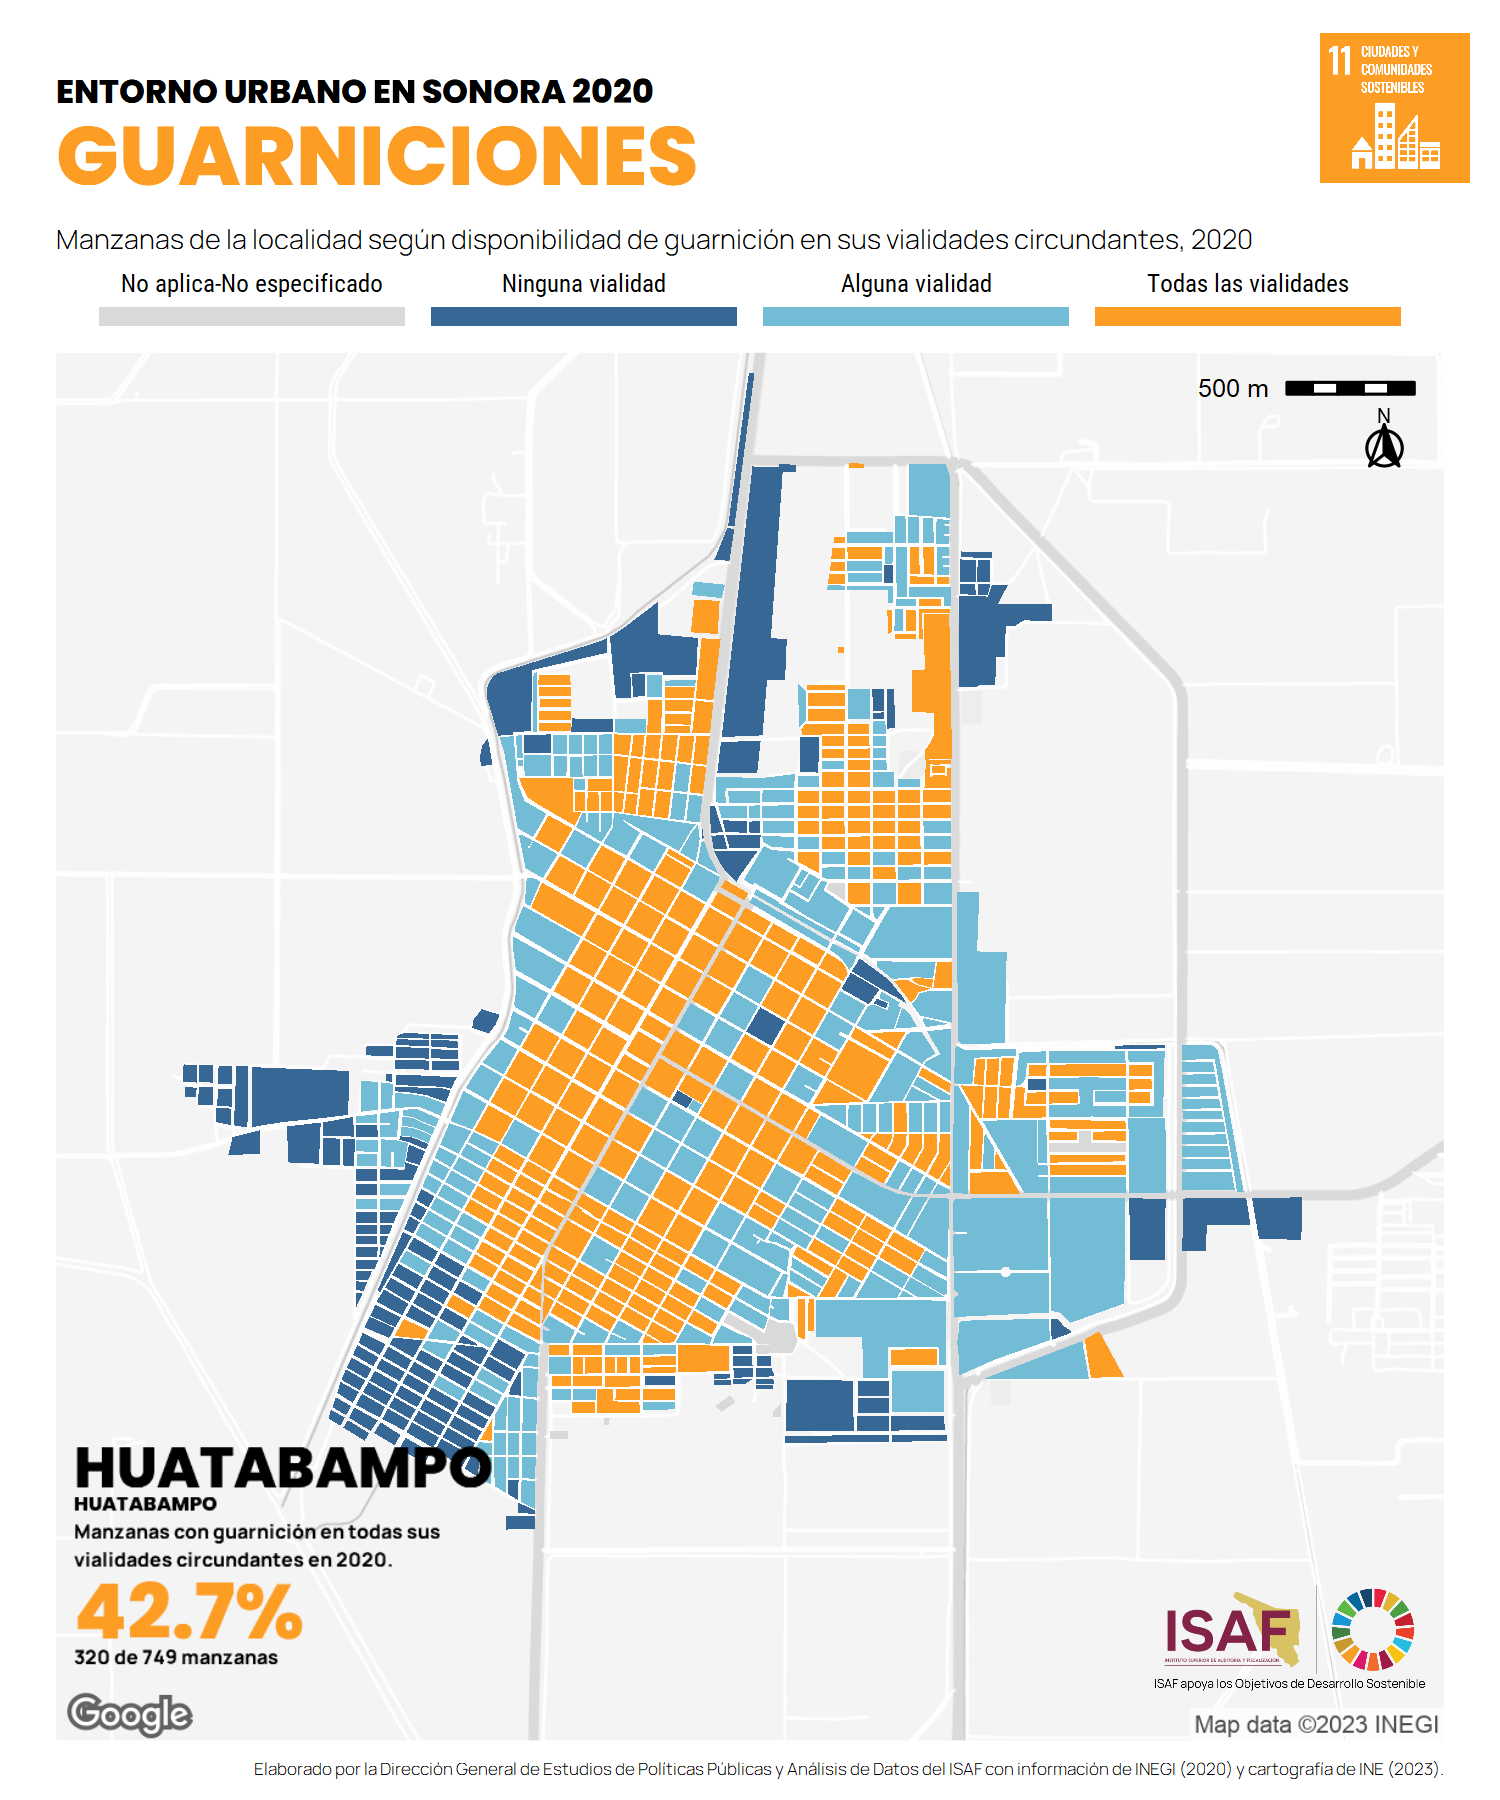 11 CIUDADES Y
COMUNIDADES
SOSTENIBLES
ENTORNO URBANO EN SONORA 2020
GUARNICIONES
Manzanas de la localidad según disponibilidad de guarnición en sus vialidades circundantes, 2020
No aplica-No especificado
Ninguna vialidad
Alguna vialidad
Todas las vialidades
500 m
N
HUATABAMPO
HUATABAMPO
Manzanas con guarnición en todas sus
vialidades circundantes en 2020.
42.7%
320 de 749 manzanas
Google
ISAF
INSTITUTO SUPERIOR DE AUDITORÍA Y FISCALIZACIÓN
ISAF apoya los Objetivos de Desarrollo Sostenible
Map data ©2023 INEGI
Elaborado por la Dirección General de Estudios de Políticas Públicas y Análisis de Datos del ISAF con información de INEGI (2020) y cartografía de INE (2023).